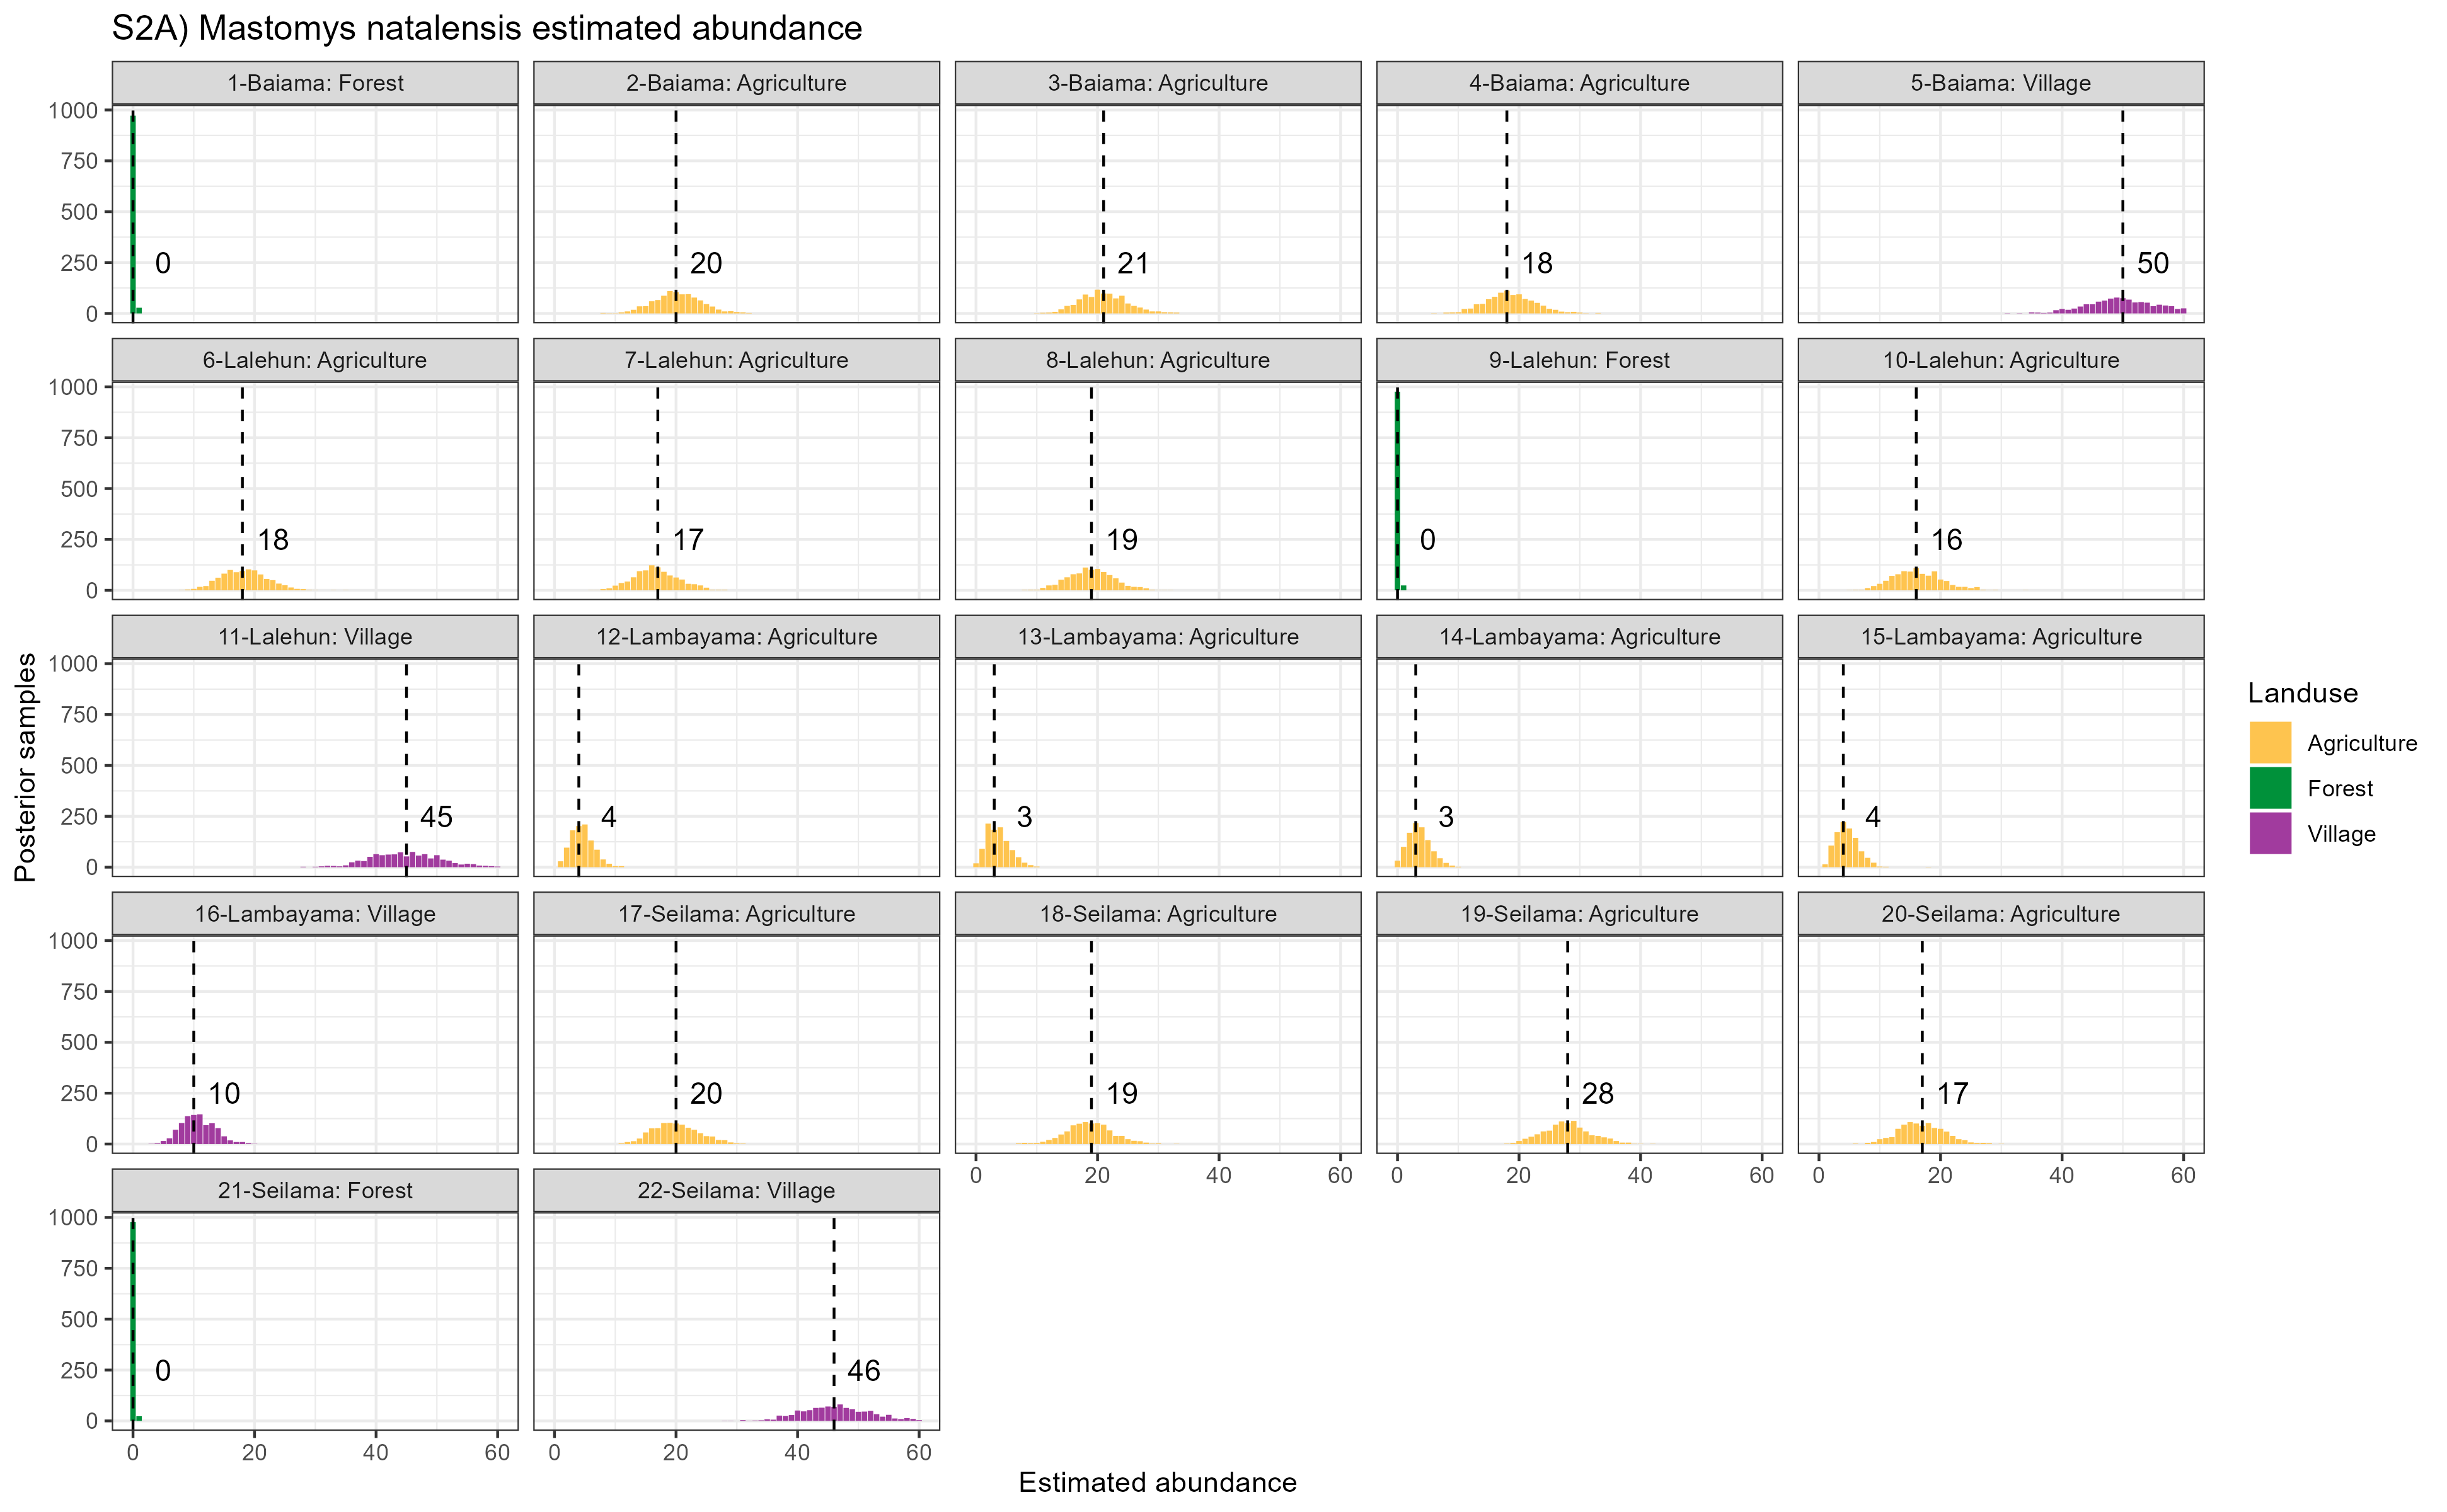 S2A) Mastomys natalensis estimated abundance
1-Baiama: Forest
2-Baiama: Agriculture
3-Baiama: Agriculture
4-Baiama: Agriculture
5-Baiama: Village
1000
750
500
250
0
0
20
21
18
50
6-Lalehun: Agriculture
7-Lalehun: Agriculture
8-Lalehun: Agriculture
9-Lalehun: Forest
10-Lalehun: Agriculture
1000
750
500
250
0
18
17
19
0
16
11-Lalehun: Village
12-Lambayama: Agriculture
13-Lambayama: Agriculture
14-Lambayama: Agriculture
15-Lambayama: Agriculture
1000
750
500
250
0
45
4
3
3
4
16-Lambayama: Village
17-Seilama: Agriculture
18-Seilama: Agriculture
19-Seilama: Agriculture
20-Seilama: Agriculture
1000
750
500
250
0
10
20
19
28
17
0 20 40 60
0 20 40 60
0 20 40 60
21-Seilama: Forest
22-Seilama: Village
1000
750
500
250
0
0
46
0 20 40 60
0 20 40 60
Estimated abundance
Posterior samples
Landuse
Agriculture
Forest
Village